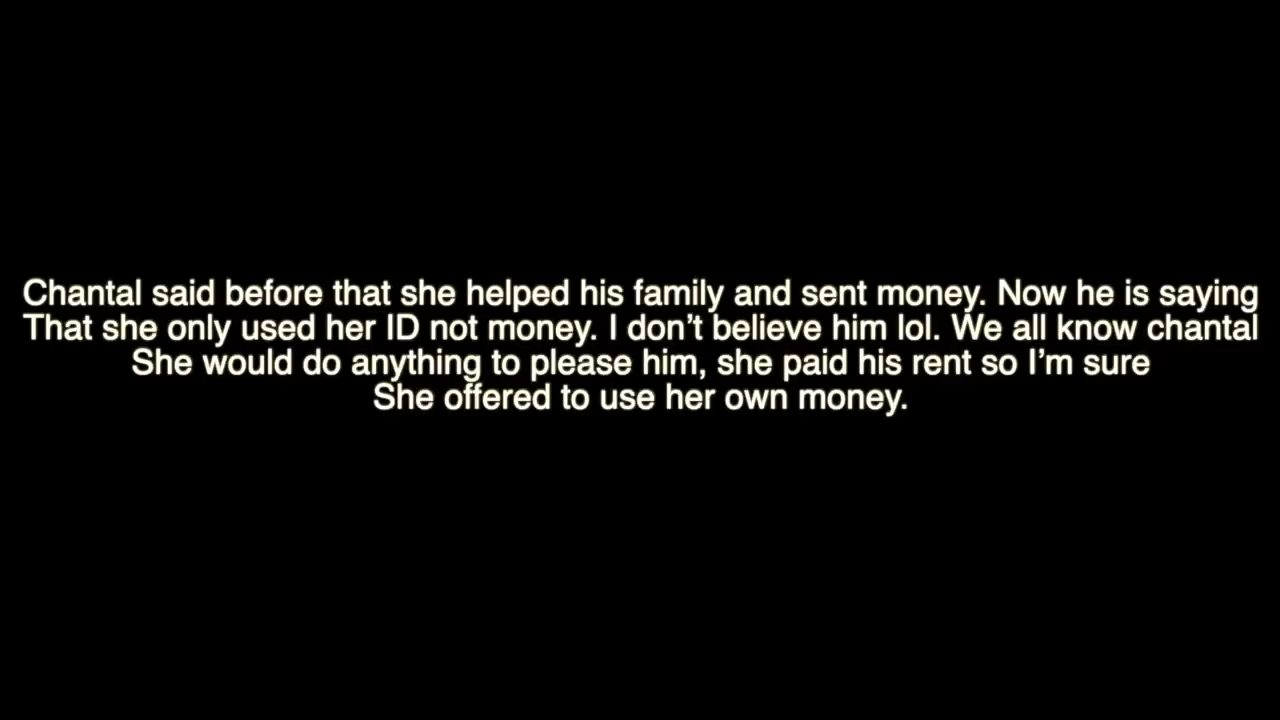 Chantal said before that she helped his family and sent money. Now he is saying
That she only used her ID not money. I don’t believe him lol. We all know chantal
She would do anything to please him, she paid his rent so I’m sure
She offered to use her own money.